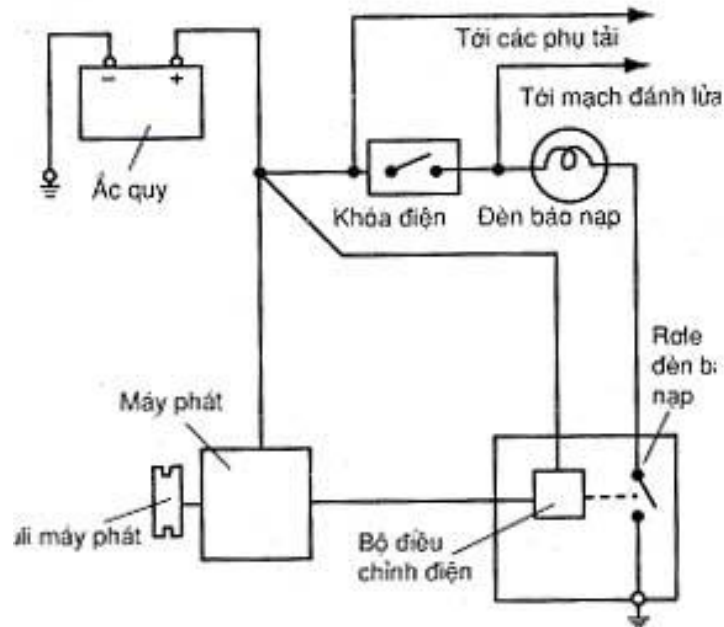 Tới các phụ tải
Tới mạch đánh lửa
− +
Ắc quy
Khóa điện
Đèn báo nạp
Rơle
đèn
nạp
Máy phát
máy phát
Bộ điều
chỉnh điện